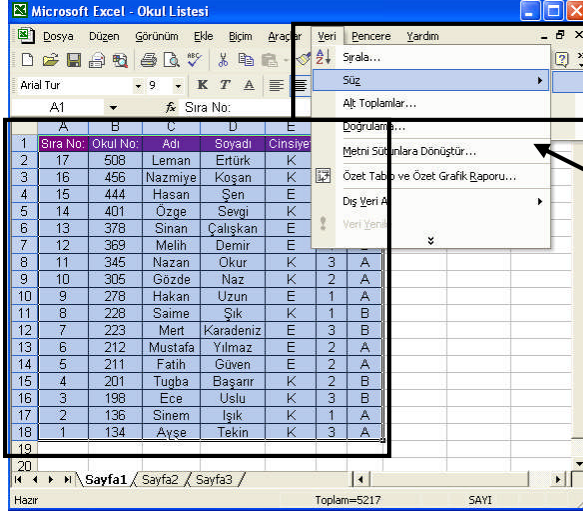 Microsoft Excel - Okul Listesi
Dosya Düzen Görünüm Ekle Biçim Araçlar Veri Pencere Yardım
Arial Tur 9 K T A
A1 fx Sıra No:
Sırala...
Süz
Alt Toplamlar...
Doğrulama...
Metni Sütunlara Dönüştür...
Özet Tablo ve Özet Grafik Raporu...
Dış Veri A
Veri Yenil
A B C D E
1 Sıra No: Okul No: Adı Soyadı Cinsiyet
2 17 508 Leman Ertürk K
3 16 456 Nazmiye Koşan K
4 15 444 Hasan Şen E
5 14 401 Özge Sevgi K
6 13 378 Sinan Çalışkan E
7 12 369 Melih Demir E
8 11 345 Nazan Okur K 3 A
9 10 305 Gözde Naz K 2 A
10 9 278 Hakan Uzun E 1 A
11 8 228 Saime Şık K 1 B
12 7 223 Mert Karadeniz E 3 B
13 6 212 Mustafa Yılmaz E 2 A
14 5 211 Fatih Güven E 2 A
15 4 201 Tugba Başarır K 2 B
16 3 198 Ece Uslu K 3 B
17 2 136 Sinem Işık K 1 A
18 1 134 Ayşe Tekin K 3 A
19
20
Sayfa1 Sayfa2 Sayfa3
Hazır Toplam=5217 SAYI